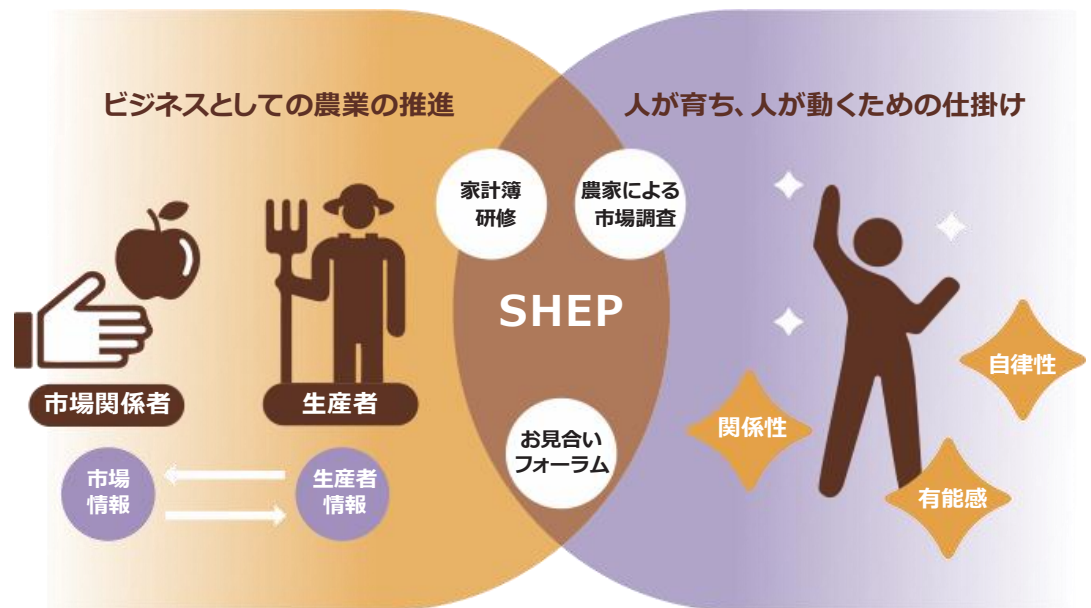 ビジネスとしての農業の推進
人が育ち、人が動くための仕掛け
家計簿
研修
農家による
市場調査
SHEP
市場関係者
生産者
市場
情報
生産者
情報
お見合い
フォーラム
関係性
自律性
有能感